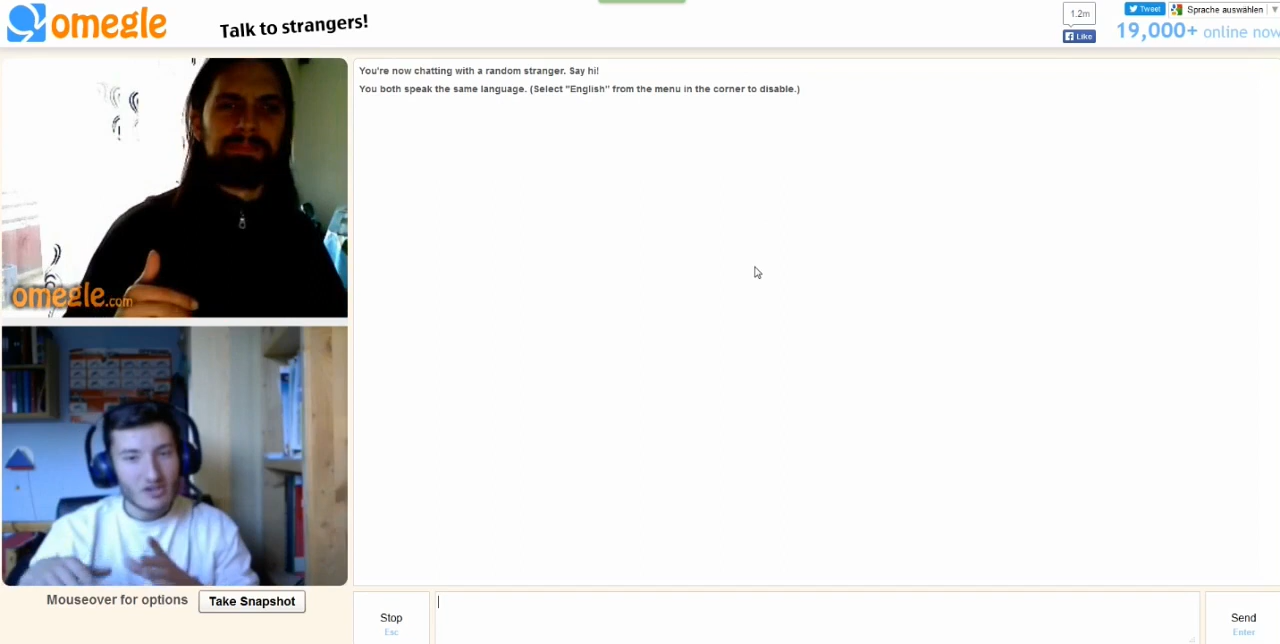 omegle
Talk to strangers!
1.2m
Like
Tweet
Sprache auswählen
19,000+ online now
You're now chatting with a random stranger. Say hi!
You both speak the same language. (Select "English" from the menu in the corner to disable.)
omegle.com
Mouseover for options
Take Snapshot
Stop
Esc
Send
Enter